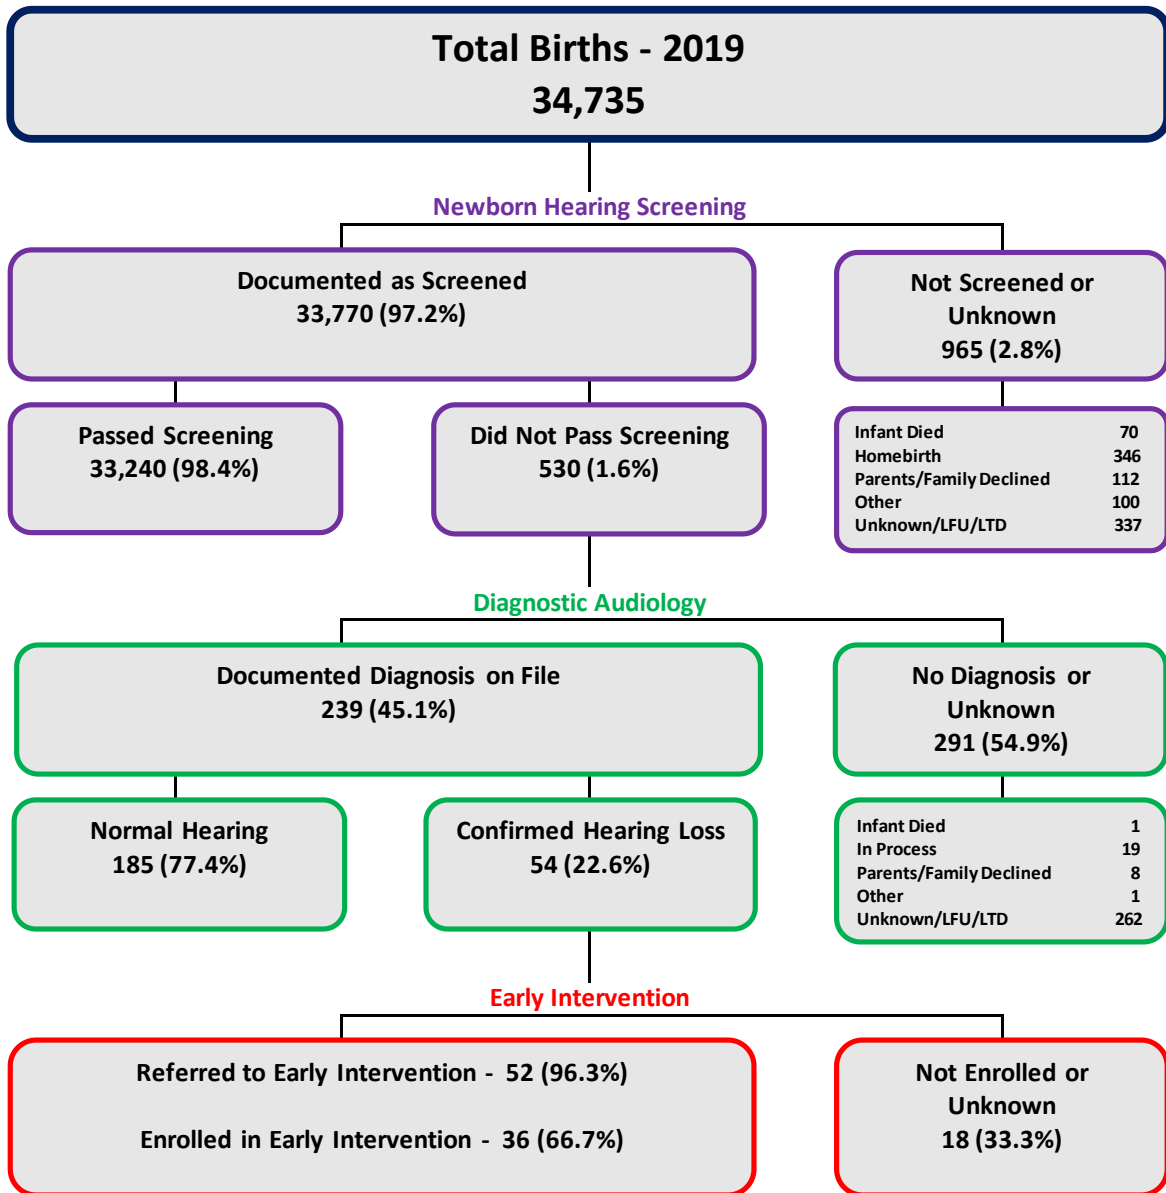 Total Births - 2019
34,735
Newborn Hearing Screening
Documented as Screened
33,770 (97.2%)
Not Screened or
Unknown
965 (2.8%)
Passed Screening
33,240 (98.4%)
Did Not Pass Screening
530 (1.6%)
Infant Died 70
Homebirth 346
Parents/Family Declined 112
Other 100
Unknown/LFU/LTD 337
Diagnostic Audiology
Documented Diagnosis on File
239 (45.1%)
No Diagnosis or
Unknown
291 (54.9%)
Normal Hearing
185 (77.4%)
Confirmed Hearing Loss
54 (22.6%)
Infant Died 1
In Process 19
Parents/Family Declined 8
Other 1
Unknown/LFU/LTD 262
Early Intervention
Referred to Early Intervention - 52 (96.3%)
Enrolled in Early Intervention - 36 (66.7%)
Not Enrolled or
Unknown
18 (33.3%)